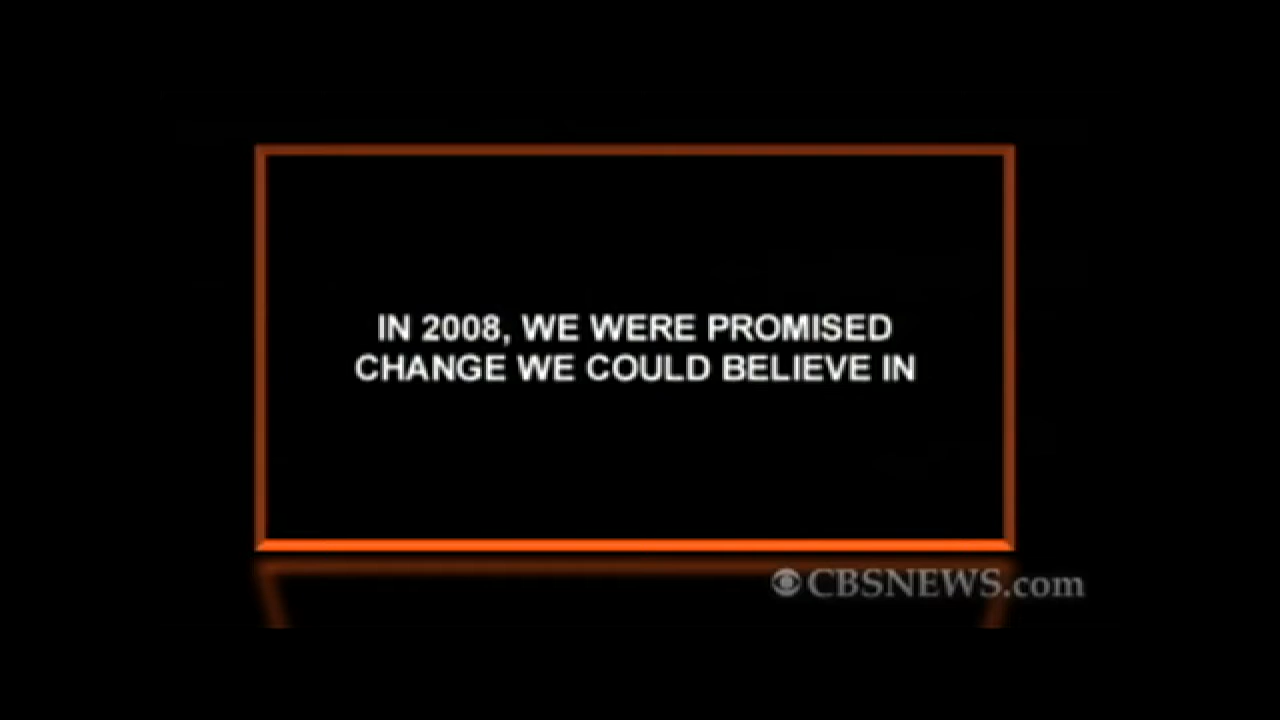 IN 2008, WE WERE PROMISED
CHANGE WE COULD BELIEVE IN
CBSNEWS.com